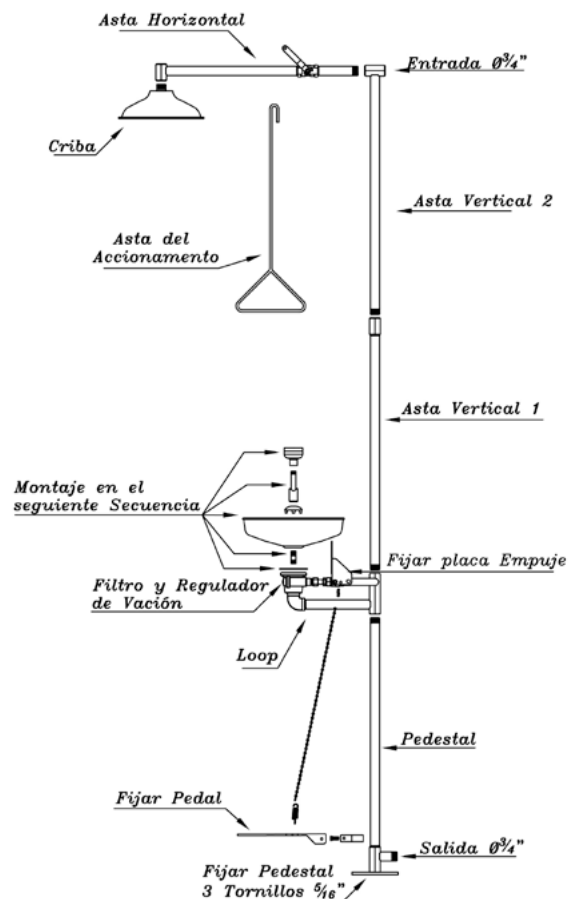 Asta Horizontal
Entrada Ø¾"
Criba
Asta Vertical 2
Asta del
Accionamento
Asta Vertical 1
Montaje en el
seguiente Secuencia
Fijar placa Empuje
Filtro y Regulador
de Vación
Loop
Pedestal
Fijar Pedal
Salida Ø¾"
Fijar Pedestal
3 Tornillos 5/16"